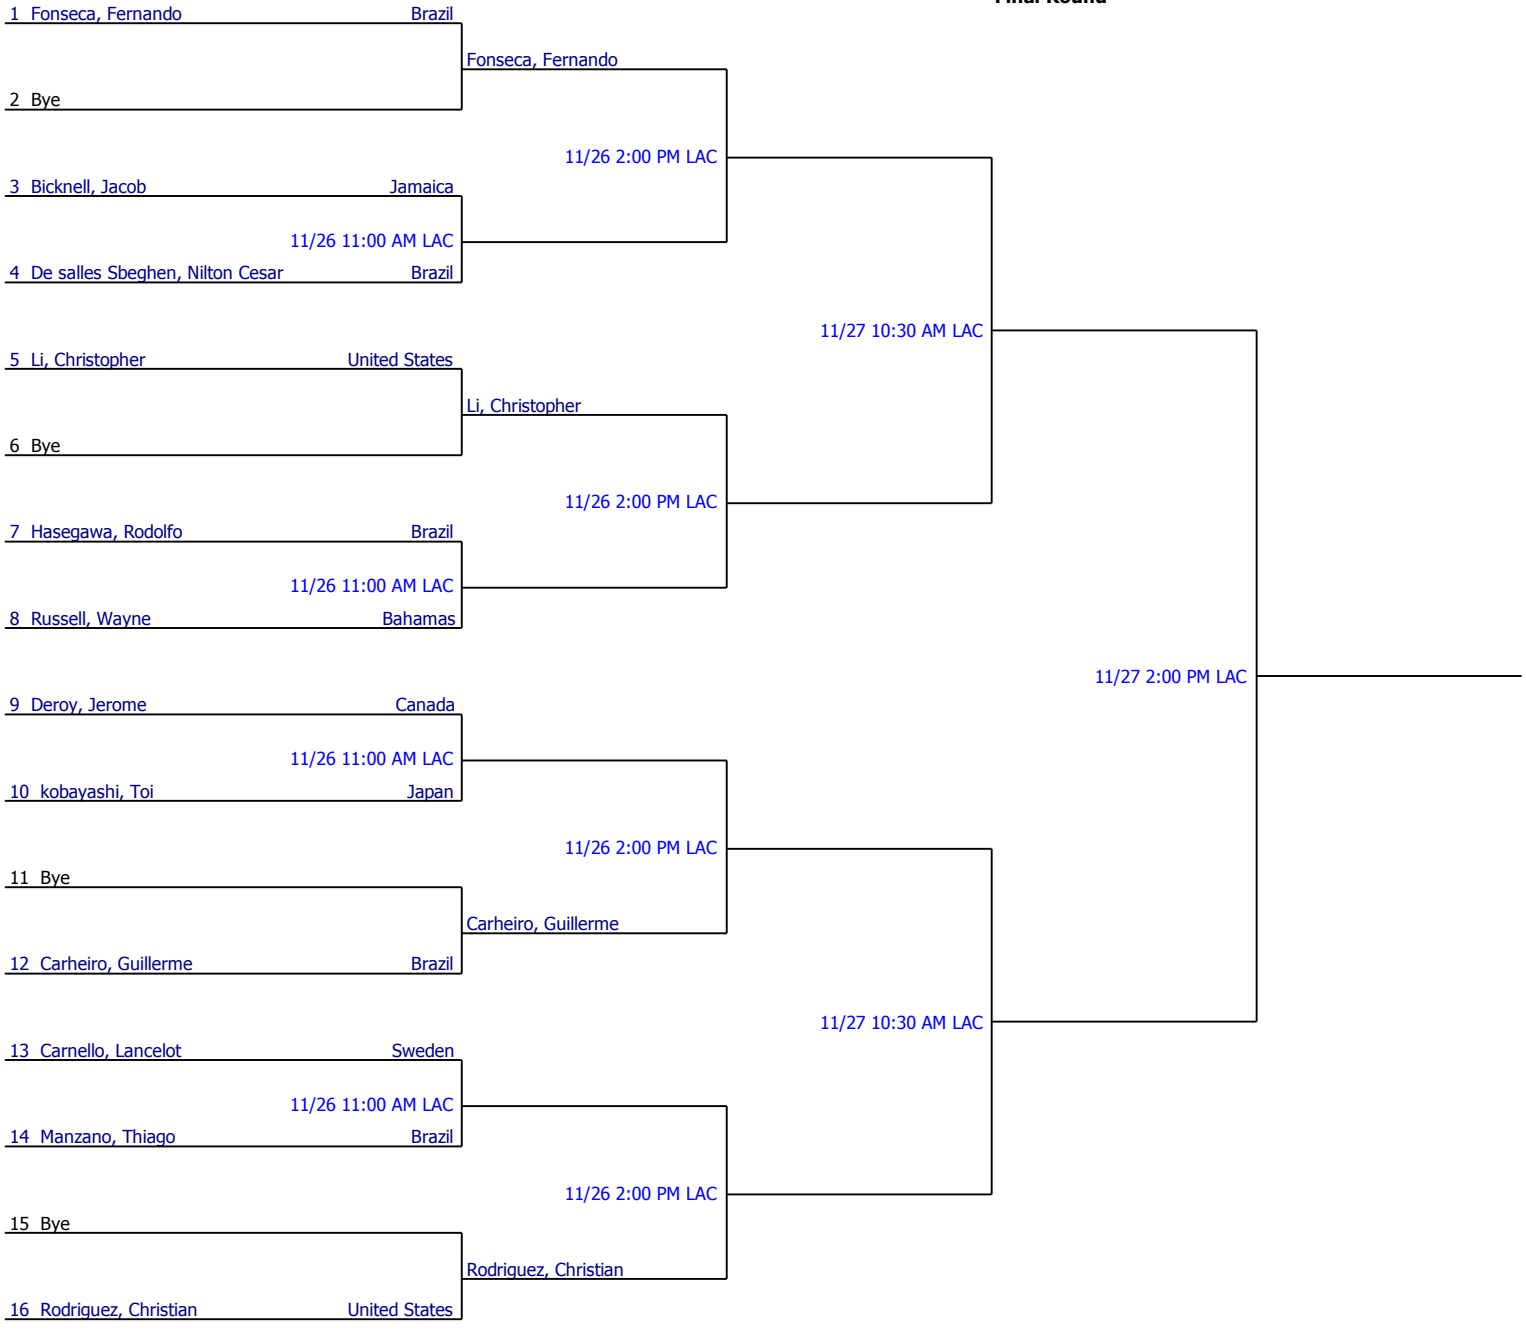 Final Round
1 Fonseca, Fernando Brazil
Fonseca, Fernando
2 Bye
11/26 2:00 PM LAC
3 Bicknell, Jacob Jamaica
11/26 11:00 AM LAC
4 De salles Sbeghen, Nilton Cesar Brazil
11/27 10:30 AM LAC
5 Li, Christopher United States
Li, Christopher
6 Bye
11/26 2:00 PM LAC
7 Hasegawa, Rodolfo Brazil
11/26 11:00 AM LAC
8 Russell, Wayne Bahamas
11/27 2:00 PM LAC
9 Deroy, Jerome Canada
11/26 11:00 AM LAC
10 kobayashi, Toi Japan
11/26 2:00 PM LAC
11 Bye
Carheiro, Guillerme
12 Carheiro, Guillerme Brazil
11/27 10:30 AM LAC
13 Carnello, Lancelot Sweden
11/26 11:00 AM LAC
14 Manzano, Thiago Brazil
11/26 2:00 PM LAC
15 Bye
Rodriguez, Christian
16 Rodriguez, Christian United States